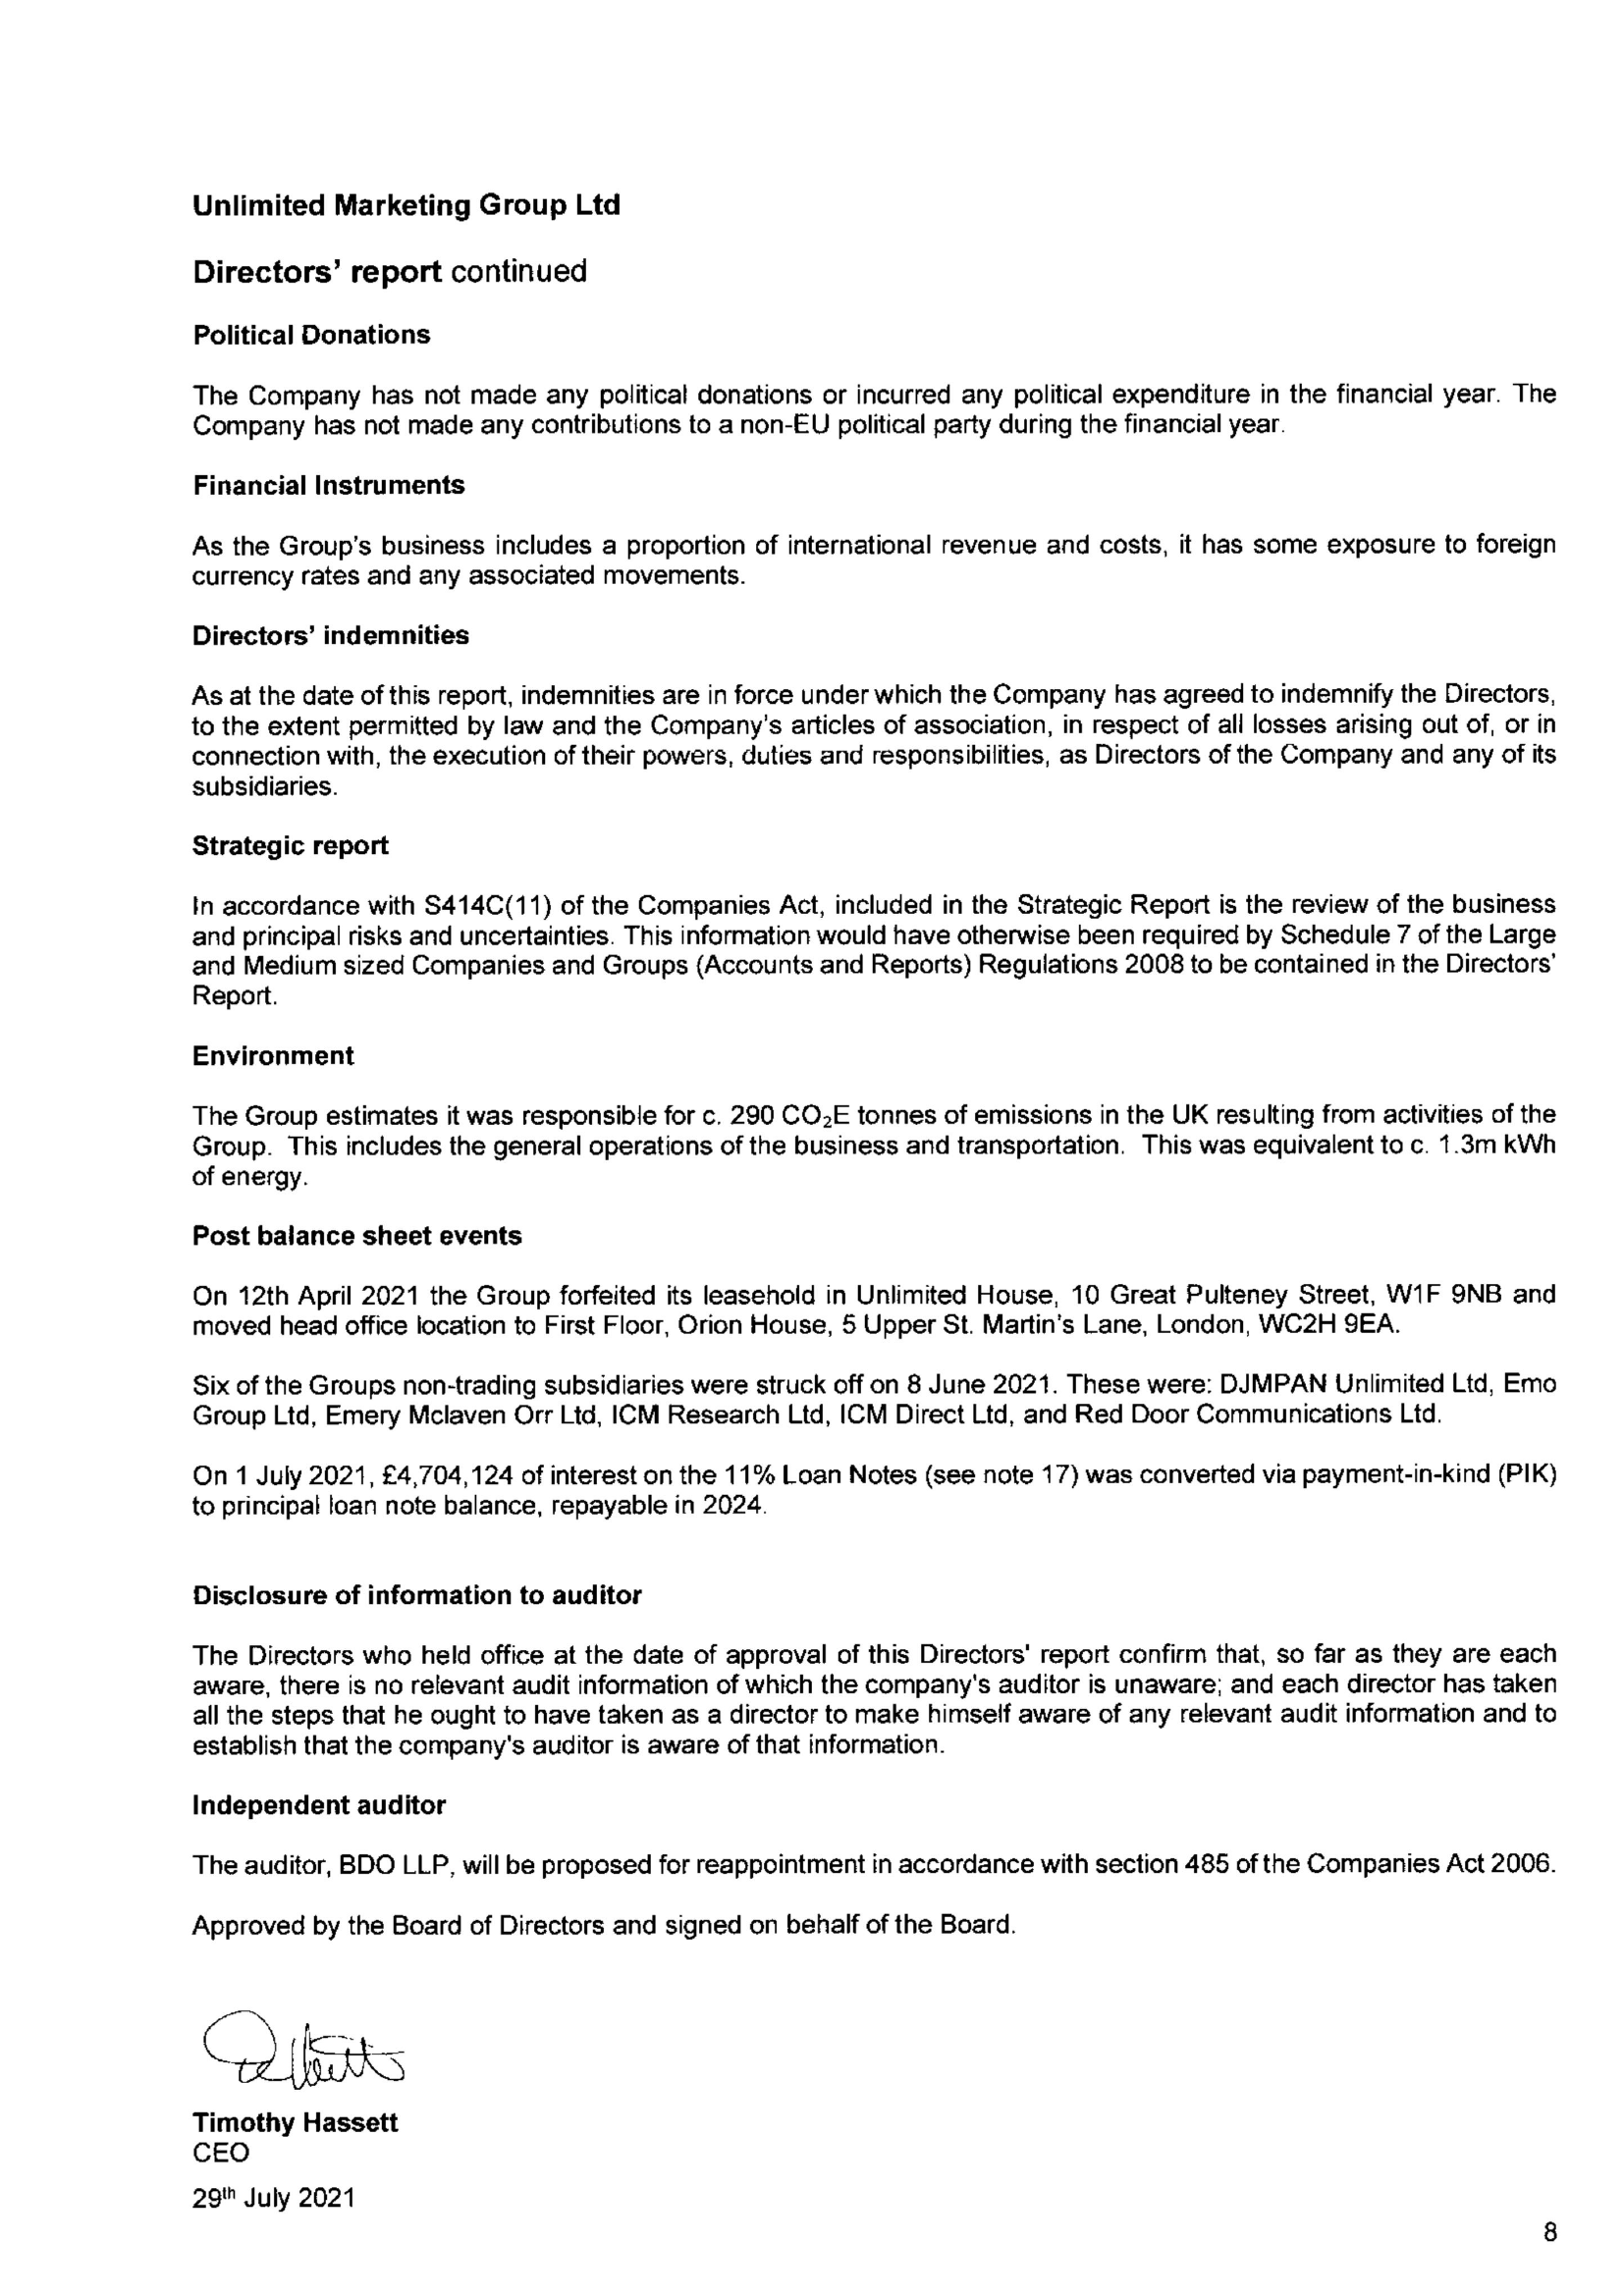 Unlimited Marketing Group Ltd
Directors' report continued
Political Donations
The Company has not made any political donations or incurred any political expenditure in the financial year. The
Company has not made any contributions to a non-EU political party during the financial year.
Financial Instruments
As the Group's business includes a proportion of international revenue and costs, it has some exposure to foreign
currency rates and any associated movements.
Directors' indemnities
As at the date of this report, indemnities are in force under which the Company has agreed to indemnify the Directors,
to the extent permitted by law and the Company's articles of association, in respect of all losses arising out of, or in
connection with, the execution of their powers, duties and responsibilities, as Directors of the Company and any of its
subsidiaries.
Strategic report
In accordance with S414C(11) of the Companies Act, included in the Strategic Report is the review of the business
and principal risks and uncertainties. This information would have otherwise been required by Schedule 7 of the Large
and Medium sized Companies and Groups (Accounts and Reports) Regulations 2008 to be contained in the Directors'
Report.
Environment
The Group estimates it was responsible for c. 290 CO₂E tonnes of emissions in the UK resulting from activities of the
Group. This includes the general operations of the business and transportation. This was equivalent to c. 1.3m kWh
of energy.
Post balance sheet events
On 12th April 2021 the Group forfeited its leasehold in Unlimited House, 10 Great Pulteney Street, W1F 9NB and
moved head office location to First Floor, Orion House, 5 Upper St. Martin's Lane, London, WC2H 9EA.
Six of the Groups non-trading subsidiaries were struck off on 8 June 2021. These were: DJMPAN Unlimited Ltd, Emo
Group Ltd, Emery Mclaven Orr Ltd, ICM Research Ltd, ICM Direct Ltd, and Red Door Communications Ltd.
On 1 July 2021, £4,704,124 of interest on the 11% Loan Notes (see note 17) was converted via payment-in-kind (PIK)
to principal loan note balance, repayable in 2024.
Disclosure of information to auditor
The Directors who held office at the date of approval of this Directors' report confirm that, so far as they are each
aware, there is no relevant audit information of which the company's auditor is unaware; and each director has taken
all the steps that he ought to have taken as a director to make himself aware of any relevant audit information and to
establish that the company's auditor is aware of that information.
Independent auditor
The auditor, BDO LLP, will be proposed for reappointment in accordance with section 485 of the Companies Act 2006.
Approved by the Board of Directors and signed on behalf of the Board.
Timothy Hassett
CEO
29th July 2021
8